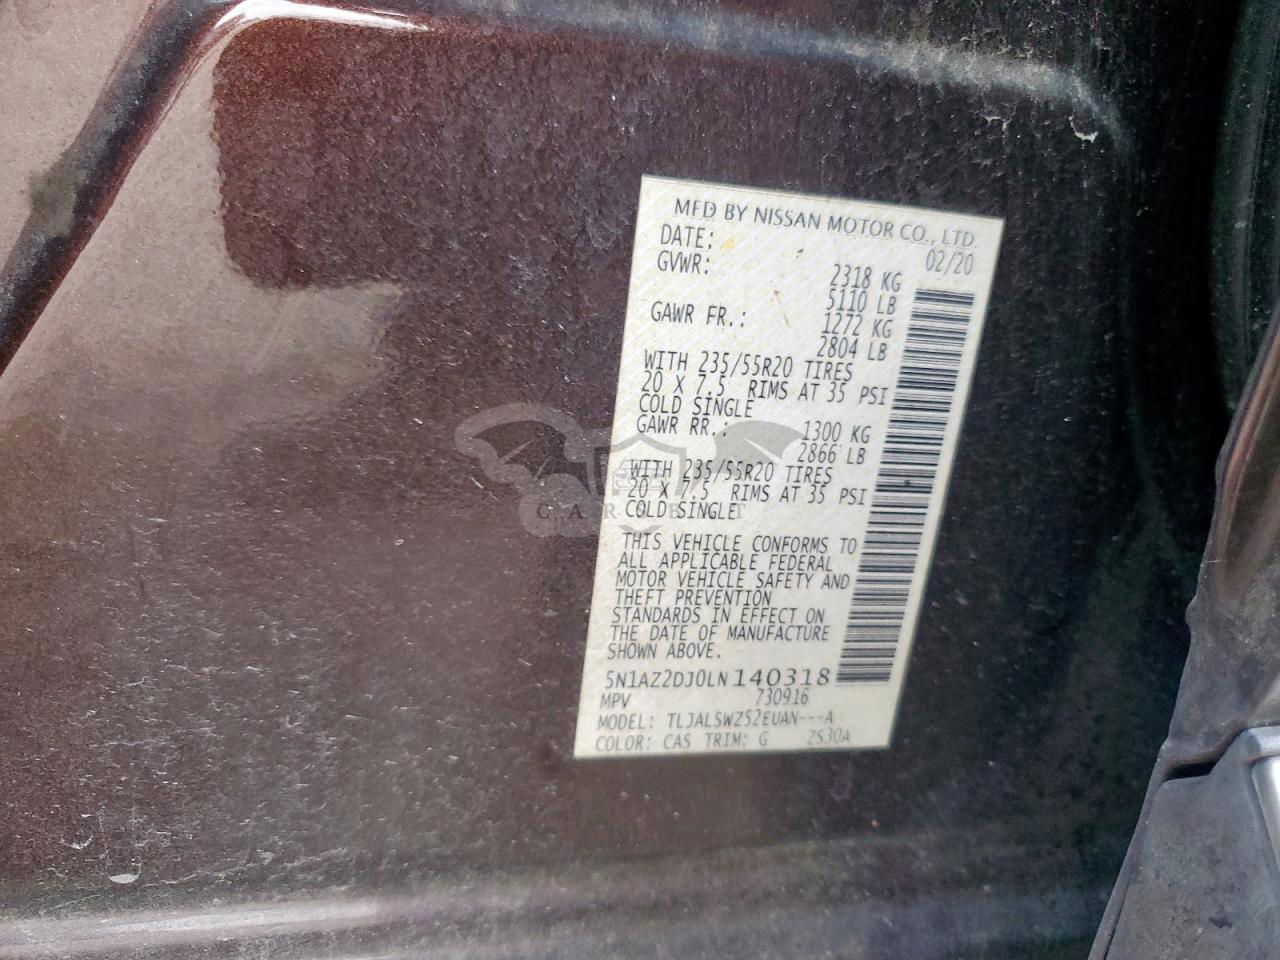 MFD BY NISSAN MOTOR CO., LTD.
DATE: 02/20
GVWR: 2318 KG
5110 LB
GAWR FR.: 1272 KG
2804 LB
WITH 235/55R20 TIRES
20 X 7.5 RIMS AT 35 PSI
COLD SINGLE
GAWR RR.: 1300 KG
2866 LB
WITH 235/55R20 TIRES
20 X 7.5 RIMS AT 35 PSI
COLD SINGLE
THIS VEHICLE CONFORMS TO
ALL APPLICABLE FEDERAL
MOTOR VEHICLE SAFETY AND
THEFT PREVENTION
STANDARDS IN EFFECT ON
THE DATE OF MANUFACTURE
SHOWN ABOVE.
5N1AZ2DJ0LN140318
MPV 730916
MODEL: TLJALSWZ52EUAN---A
COLOR: CAS TRIM: G ZS30A